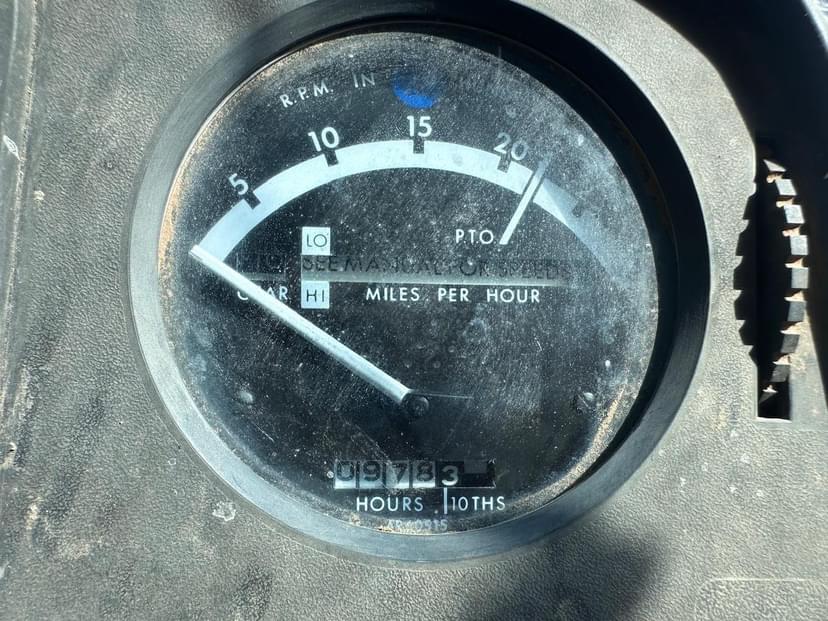 R.P.M. IN
5 10 15 20
P.T.O.
LO
SEE MANUAL FOR SPEEDS
GEAR HI MILES PER HOUR
09783
HOURS 10THS